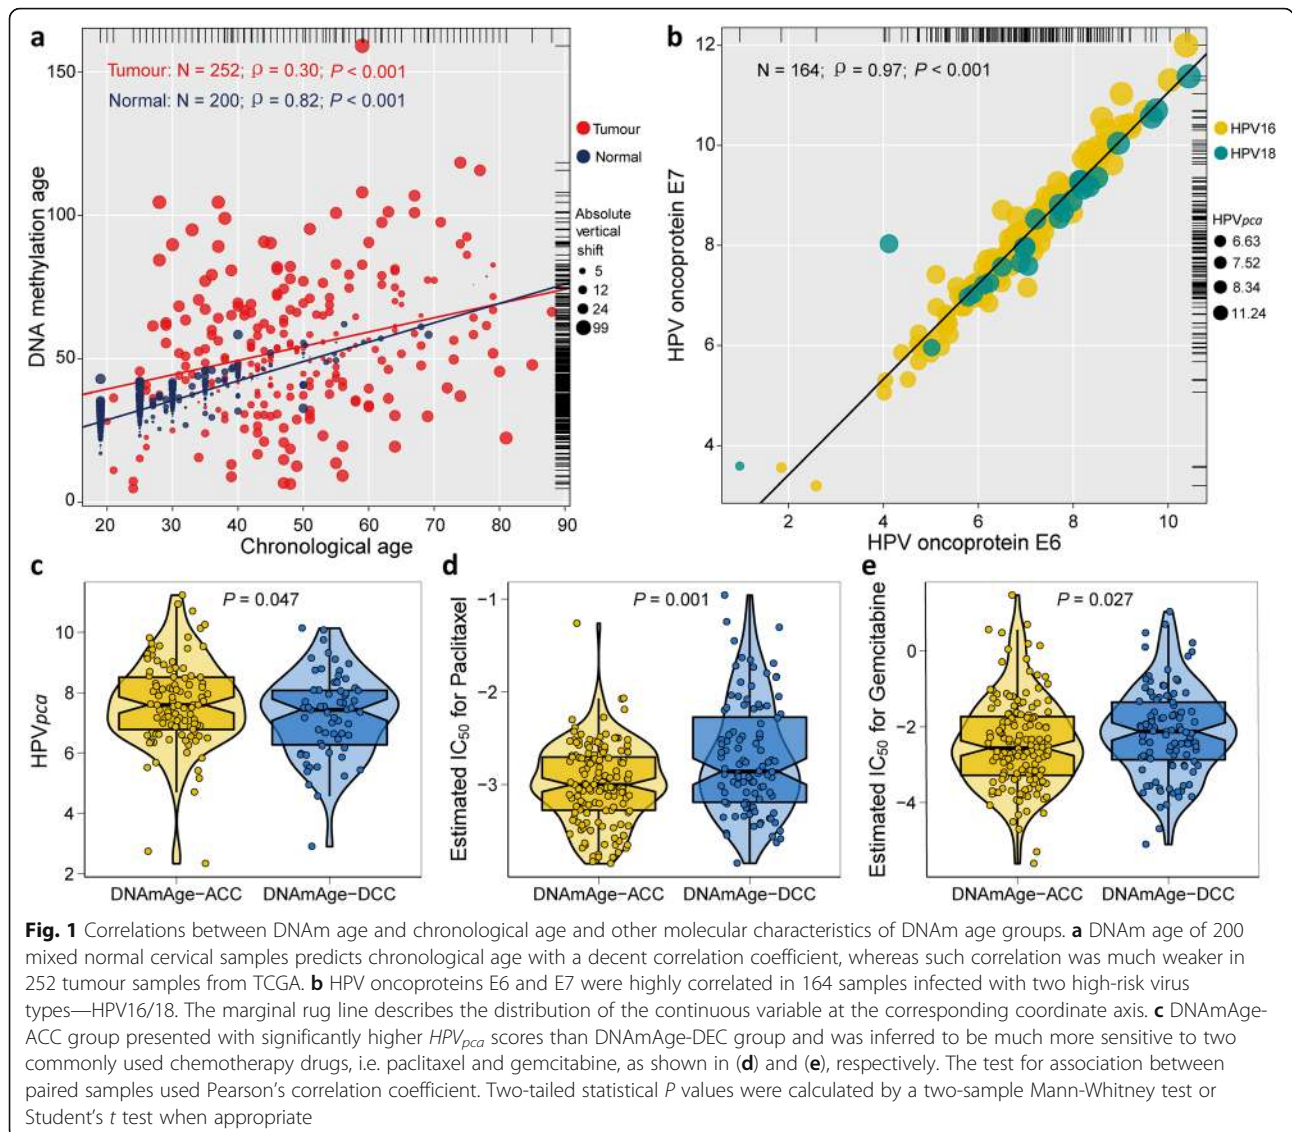 a
Tumour: N = 252; ρ = 0.30; P < 0.001
Normal: N = 200; ρ = 0.82; P < 0.001
DNA methylation age
150
100
50
0
20 30 40 50 60 70 80 90
Chronological age
Tumour
Normal
Absolute
vertical
shift
5
12
24
99
b
N = 164; ρ = 0.97; P < 0.001
HPV oncoprotein E7
12
10
8
6
4
2 4 6 8 10
HPV oncoprotein E6
HPV16
HPV18
HPVpca
6.63
7.52
8.34
11.24
c
P = 0.047
HPVpca
10
8
6
4
2
DNAmAge-ACC DNAmAge-DCC
d
P = 0.001
Estimated IC50 for Paclitaxel
−1
−2
−3
DNAmAge-ACC DNAmAge-DCC
e
P = 0.027
Estimated IC50 for Gemcitabine
0
−2
−4
DNAmAge-ACC DNAmAge-DCC
Fig. 1 Correlations between DNAm age and chronological age and other molecular characteristics of DNAm age groups. a DNAm age of 200
mixed normal cervical samples predicts chronological age with a decent correlation coefficient, whereas such correlation was much weaker in
252 tumour samples from TCGA. b HPV oncoproteins E6 and E7 were highly correlated in 164 samples infected with two high-risk virus
types—HPV16/18. The marginal rug line describes the distribution of the continuous variable at the corresponding coordinate axis. c DNAmAge-
ACC group presented with significantly higher HPVpca scores than DNAmAge-DEC group and was inferred to be much more sensitive to two
commonly used chemotherapy drugs, i.e. paclitaxel and gemcitabine, as shown in (d) and (e), respectively. The test for association between
paired samples used Pearson's correlation coefficient. Two-tailed statistical P values were calculated by a two-sample Mann-Whitney test or
Student's t test when appropriate